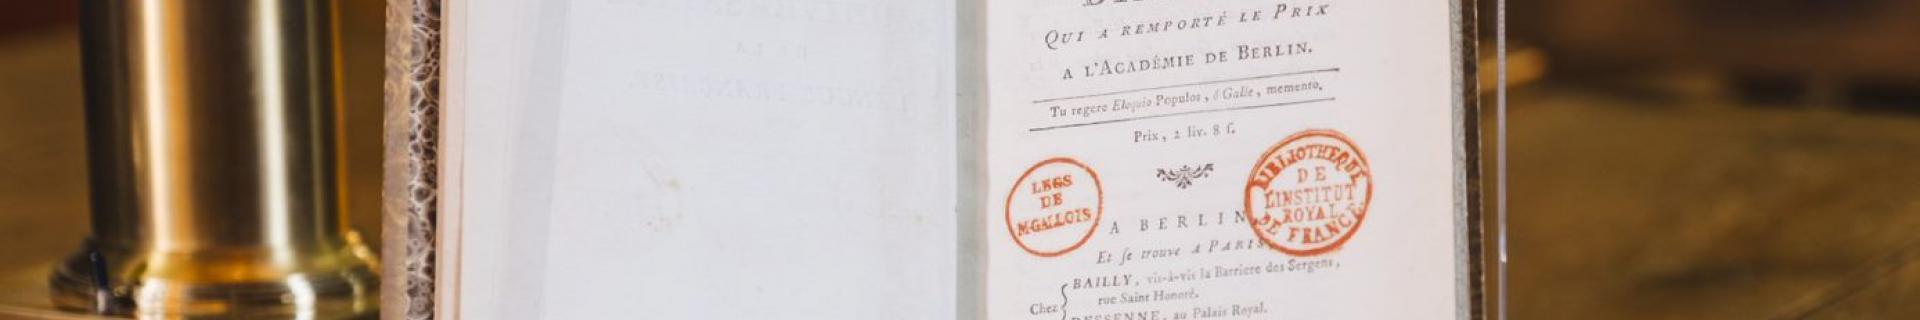 QUI A REMPORTÉ LE PRIX
A L'ACADÉMIE DE BERLIN.
Tu regere Eloquio Populos, ô Galle, memento.
Prix, 2 liv. 8 f.
LEGS
DE
M. GALLOIS
BIBLIOTHEQUE
DE
L'INSTITUT
ROYAL
DE FRANCE
A BERLIN
Et se trouve A PARIS,
Chez
BAILLY, vis-à-vis la Barriere des Sergens,
rue Saint Honoré.
DESSENNE, au Palais Royal.